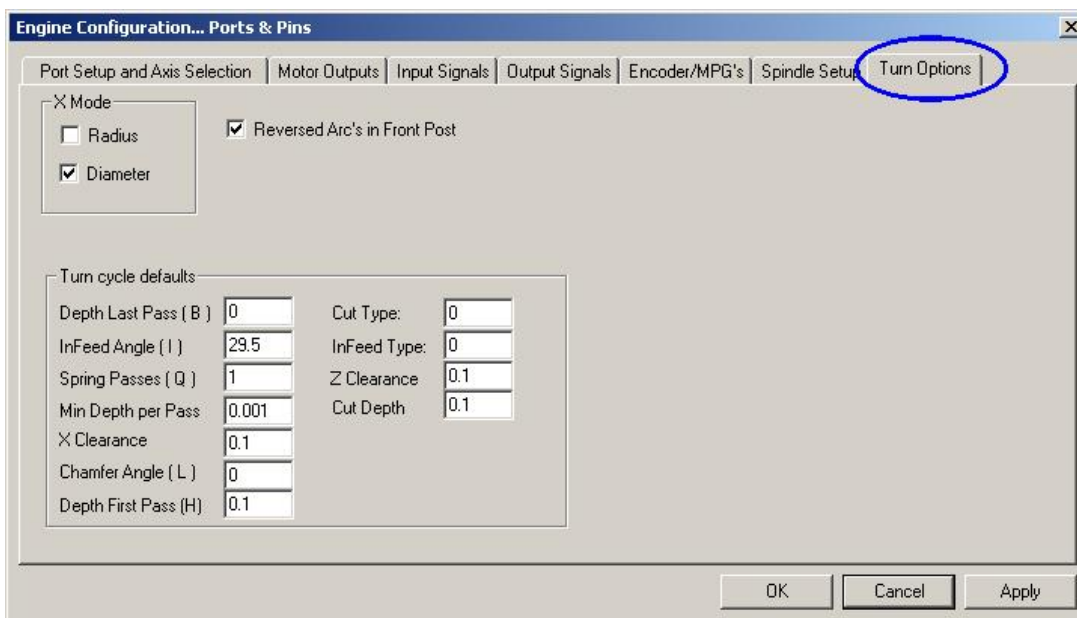 Engine Configuration... Ports & Pins
Port Setup and Axis Selection
Motor Outputs
Input Signals
Output Signals
Encoder/MPG's
Spindle Setup
Turn Options
X Mode
Radius
Diameter
Reversed Arc's in Front Post
Turn cycle defaults
Depth Last Pass ( B ) 0
InFeed Angle ( I ) 29.5
Spring Passes ( Q ) 1
Min Depth per Pass 0.001
X Clearance 0.1
Chamfer Angle ( L ) 0
Depth First Pass (H) 0.1
Cut Type: 0
InFeed Type: 0
Z Clearance 0.1
Cut Depth 0.1
OK
Cancel
Apply